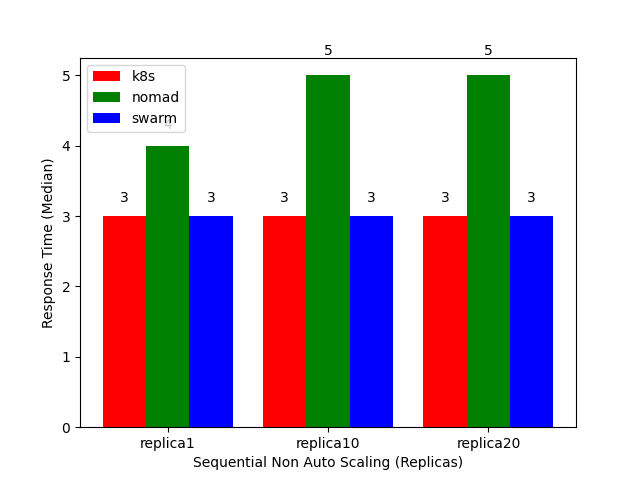 5 5
k8s
nomad
swarm
4
3 3 3 3 3 3
5
4
3
2
1
0
Response Time (Median)
replica1 replica10 replica20
Sequential Non Auto Scaling (Replicas)